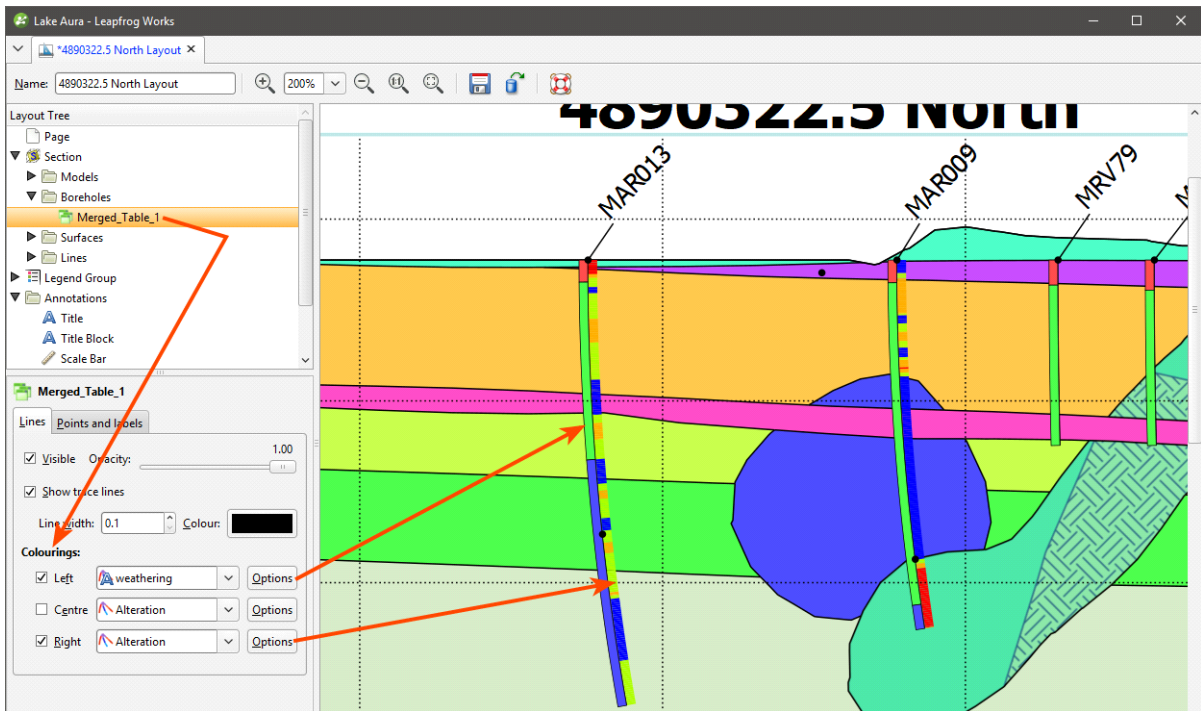 Lake Aura - Leapfrog Works
*4890322.5 North Layout
Name: 4890322.5 North Layout
200%
Layout Tree
Page
Section
Models
Boreholes
Merged_Table_1
Surfaces
Lines
Legend Group
Annotations
Title
Title Block
Scale Bar
Merged_Table_1
Lines Points and labels
Visible Opacity: 1.00
Show trace lines
Line width: 0.1 Colour:
Colourings:
Left weathering Options
Centre Alteration Options
Right Alteration Options
4890322.5 North
MAR013
MAR009
MRV79